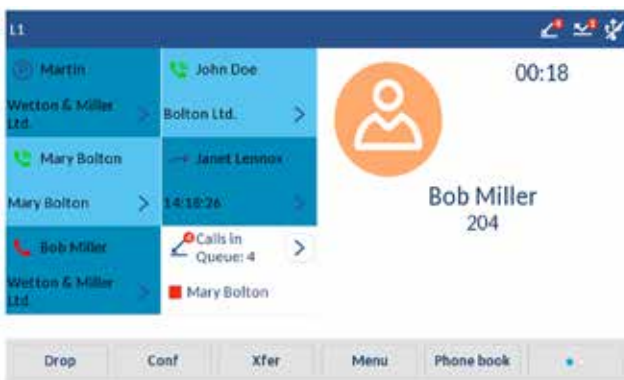 L1
Martin
Wetton & Miller
Ltd.
John Doe
Bolton Ltd.
Mary Bolton
Mary Bolton
Janet Lennox
14:18:26
Bob Miller
Wetton & Miller
Ltd.
Calls in
Queue: 4
Mary Bolton
00:18
Bob Miller
204
Drop Conf Xfer Menu Phone book